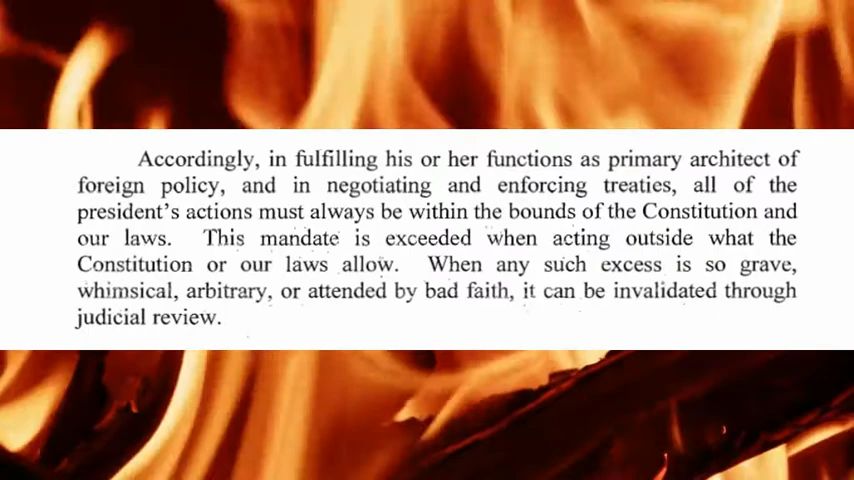 Accordingly, in fulfilling his or her functions as primary architect of
foreign policy, and in negotiating and enforcing treaties, all of the
president's actions must always be within the bounds of the Constitution and
our laws. This mandate is exceeded when acting outside what the
Constitution or our laws allow. When any such excess is so grave,
whimsical, arbitrary, or attended by bad faith, it can be invalidated through
judicial review.